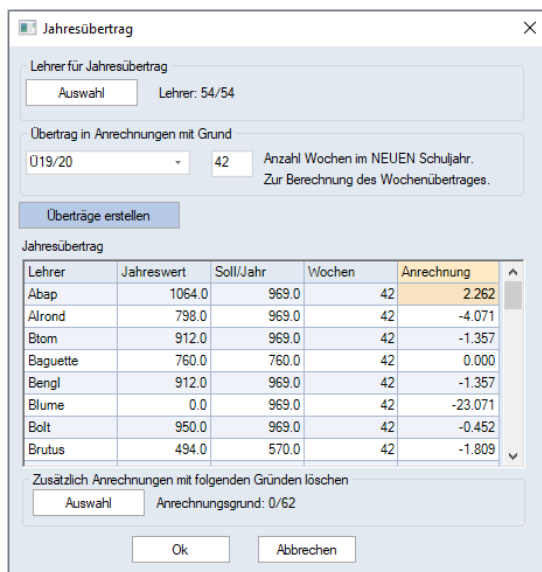 Jahresübertrag
Lehrer für Jahresübertrag
Auswahl Lehrer: 54/54
Übertrag in Anrechnungen mit Grund
Ü19/20 42 Anzahl Wochen im NEUEN Schuljahr.
Zur Berechnung des Wochenübertrages.
Überträge erstellen
Jahresübertrag
Lehrer Jahreswert Soll/Jahr Wochen Anrechnung
Abap 1064.0 969.0 42 2.262
Alrond 798.0 969.0 42 -4.071
Btom 912.0 969.0 42 -1.357
Baguette 760.0 760.0 42 0.000
Bengl 912.0 969.0 42 -1.357
Blume 0.0 969.0 42 -23.071
Bolt 950.0 969.0 42 -0.452
Brutus 494.0 570.0 42 -1.809
Zusätzlich Anrechnungen mit folgenden Gründen löschen
Auswahl Anrechnungsgrund: 0/62
Ok Abbrechen